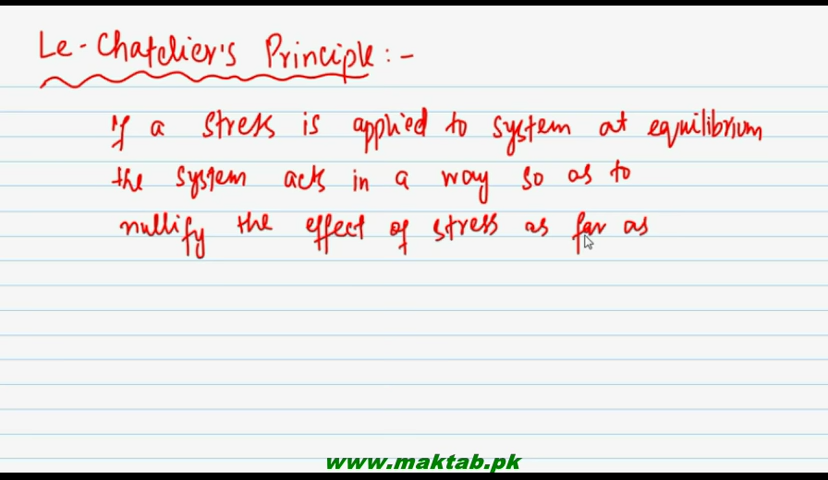 Le-Chatelier's Principle:-
If a stress is applied to system at equilibrium
the system acts in a way so as to
nullify the effect of stress as far as
www.maktab.pk